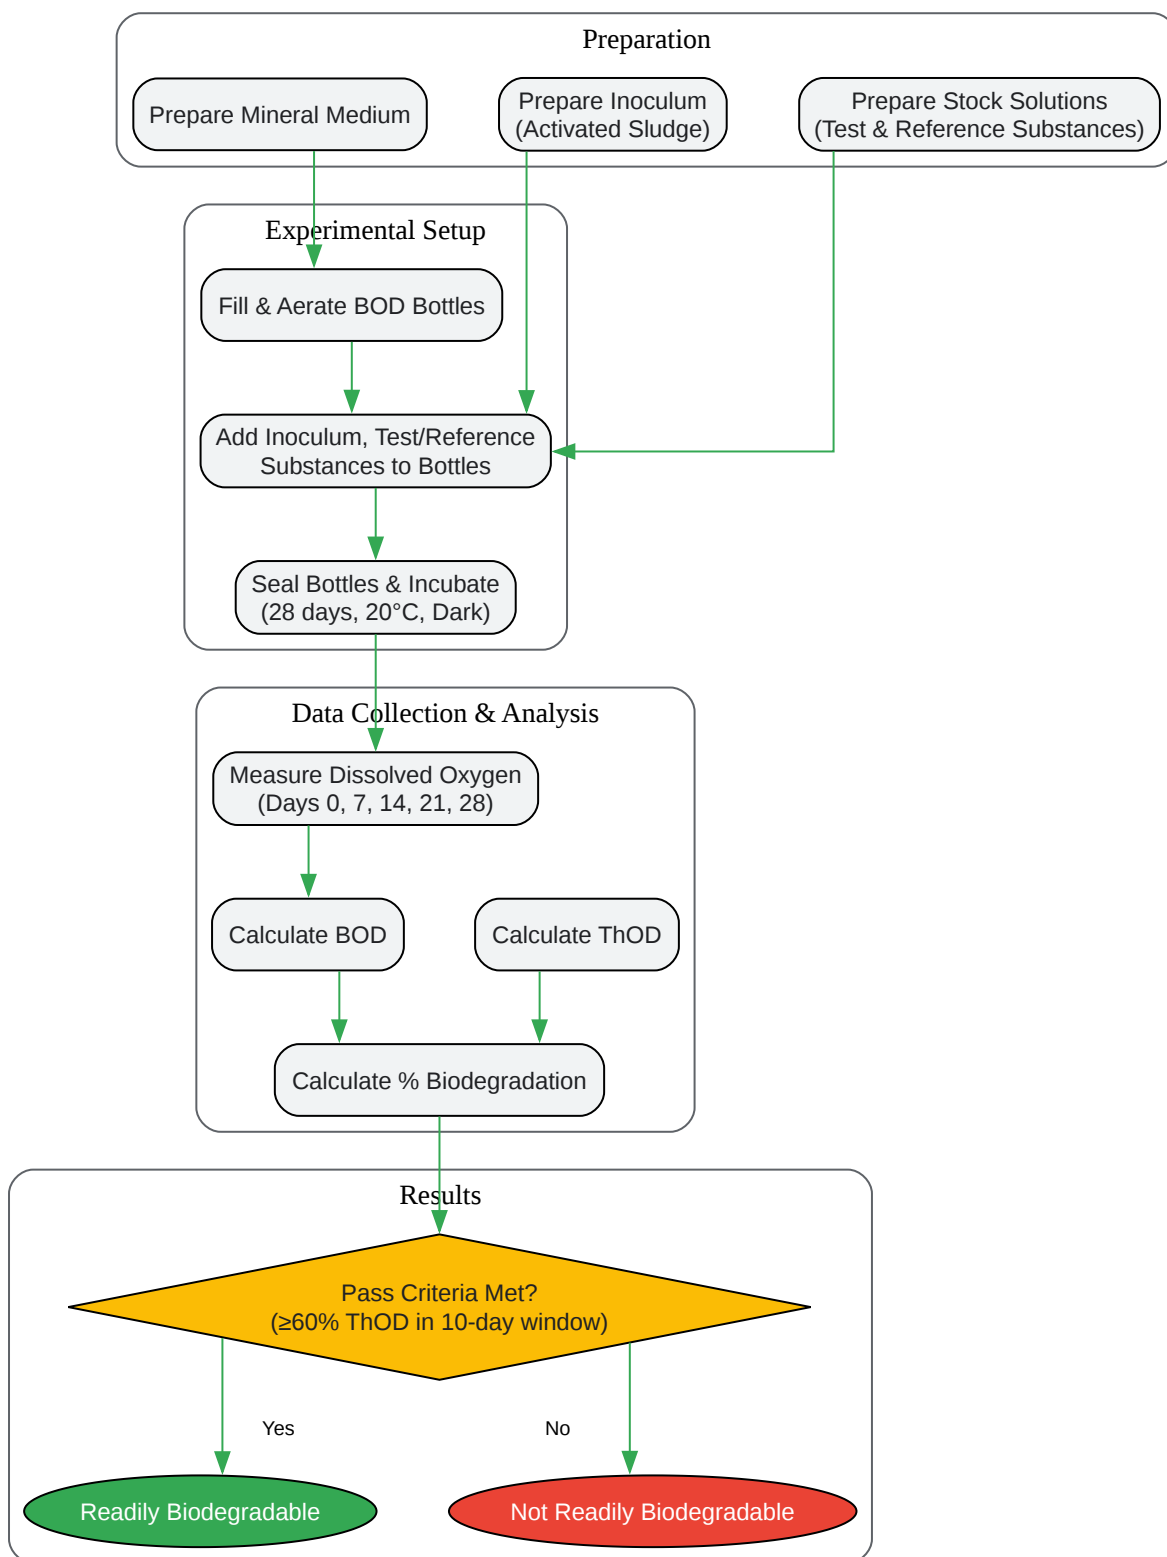 Preparation
Prepare Mineral Medium
Prepare Inoculum
(Activated Sludge)
Prepare Stock Solutions
(Test & Reference Substances)
Experimental Setup
Fill & Aerate BOD Bottles
Add Inoculum, Test/Reference
Substances to Bottles
Seal Bottles & Incubate
(28 days, 20°C, Dark)
Data Collection & Analysis
Measure Dissolved Oxygen
(Days 0, 7, 14, 21, 28)
Calculate BOD
Calculate ThOD
Calculate % Biodegradation
Results
Pass Criteria Met?
(≥60% ThOD in 10-day window)
Yes
No
Readily Biodegradable
Not Readily Biodegradable